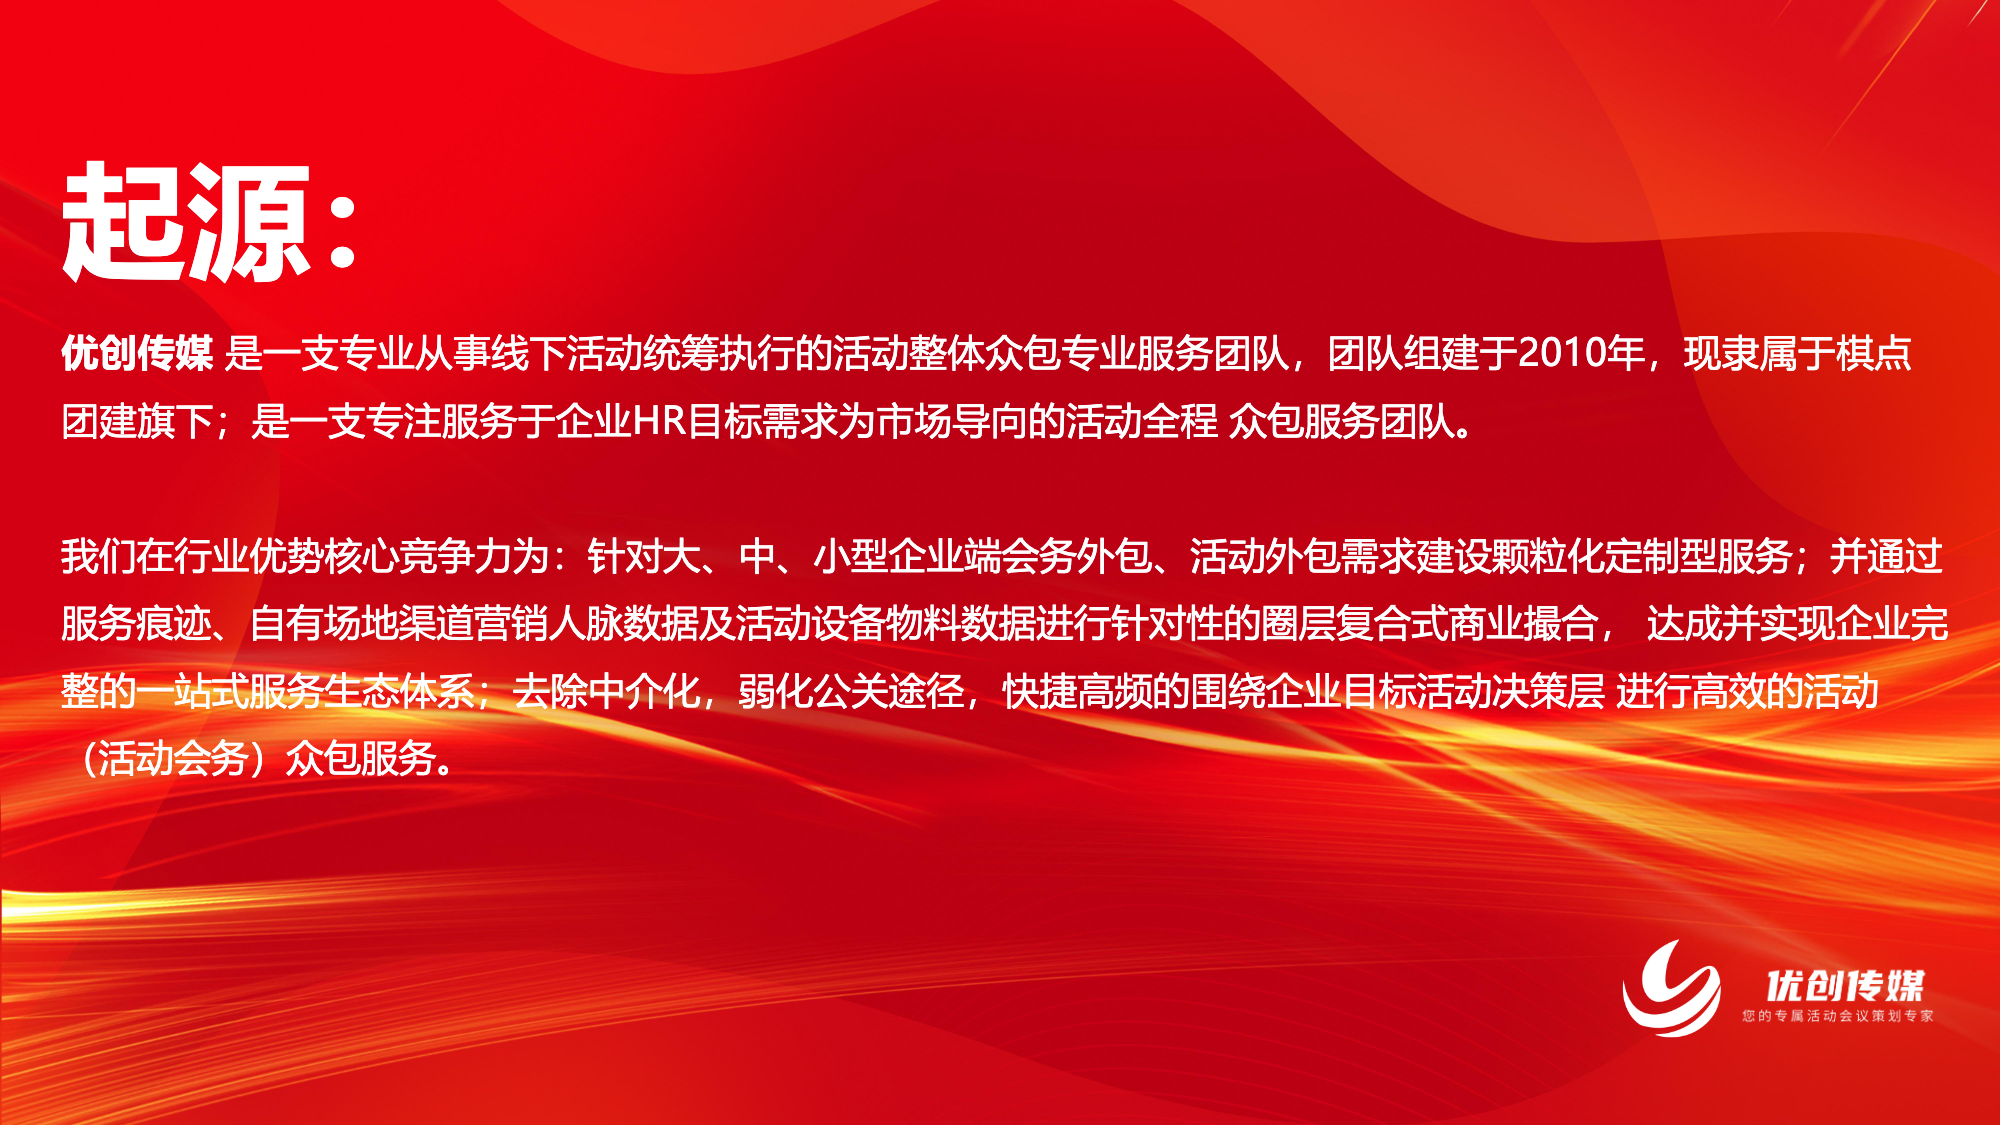 起源：
优创传媒 是一支专业从事线下活动统筹执行的活动整体众包专业服务团队，团队组建于2010年，现隶属于棋点
团建旗下；是一支专注服务于企业HR目标需求为市场导向的活动全程 众包服务团队。
我们在行业优势核心竞争力为：针对大、中、小型企业端会务外包、活动外包需求建设颗粒化定制型服务；并通过
服务痕迹、自有场地渠道营销人脉数据及活动设备物料数据进行针对性的圈层复合式商业撮合， 达成并实现企业完
整的一站式服务生态体系；去除中介化，弱化公关途径，快捷高频的围绕企业目标活动决策层 进行高效的活动
（活动会务）众包服务。
优创传媒
您的专属活动会议策划专家